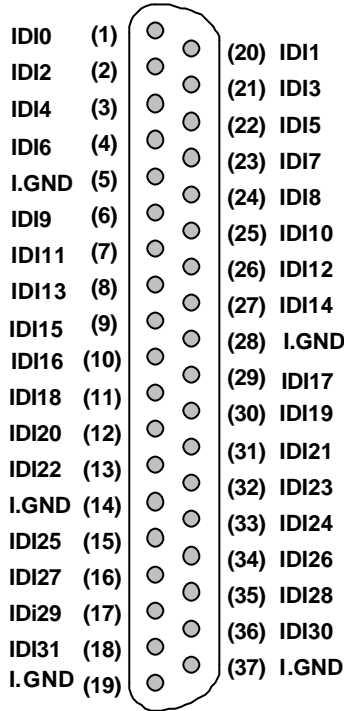 IDI0 (1)
(20) IDI1
IDI2 (2)
(21) IDI3
IDI4 (3)
(22) IDI5
IDI6 (4)
(23) IDI7
I.GND (5)
(24) IDI8
IDI9 (6)
(25) IDI10
IDI11 (7)
(26) IDI12
IDI13 (8)
(27) IDI14
IDI15 (9)
(28) I.GND
IDI16 (10)
(29) IDI17
IDI18 (11)
(30) IDI19
IDI20 (12)
(31) IDI21
IDI22 (13)
(32) IDI23
I.GND (14)
(33) IDI24
IDI25 (15)
(34) IDI26
IDI27 (16)
(35) IDI28
IDi29 (17)
(36) IDI30
IDI31 (18)
(37) I.GND
I.GND (19)